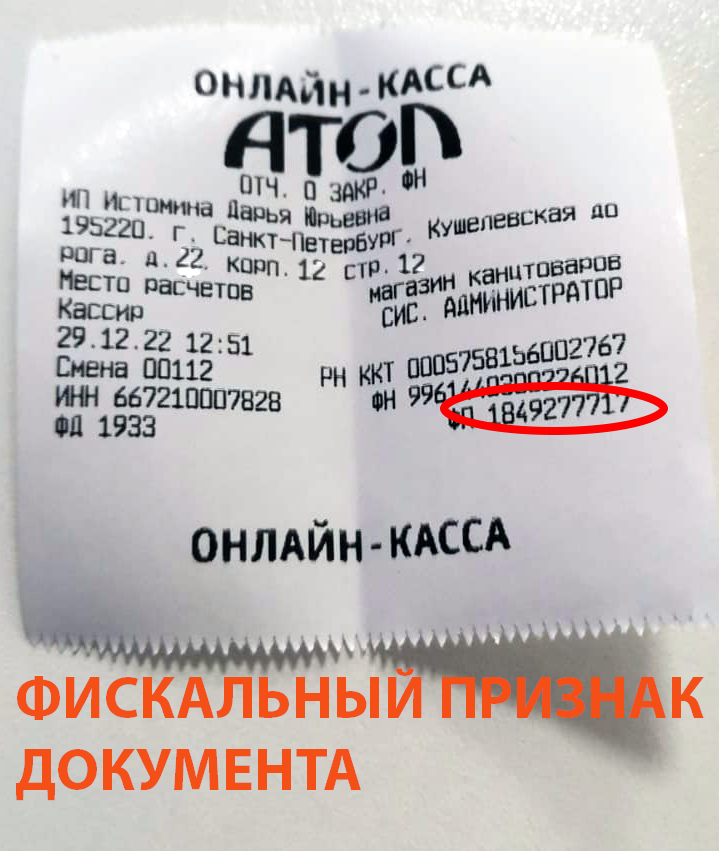 ОНЛАЙН-КАССА
АТОЛ
ОТЧ. О ЗАКР. ФН
ИП Истомина Дарья Юрьевна
195220. г. Санкт-Петербург. Кушелевская до
рога. д.22. корп.12 стр.12
Место расчетов магазин канцтоваров
Кассир СИС. АДМИНИСТРАТОР
29.12.22 12:51
Смена 00112 РН ККТ 0005758156002767
ИНН 667210007828 ФН 9961440300226012
ФД 1933 ФП 1849277717
ОНЛАЙН-КАССА
ФИСКАЛЬНЫЙ ПРИЗНАК
ДОКУМЕНТА